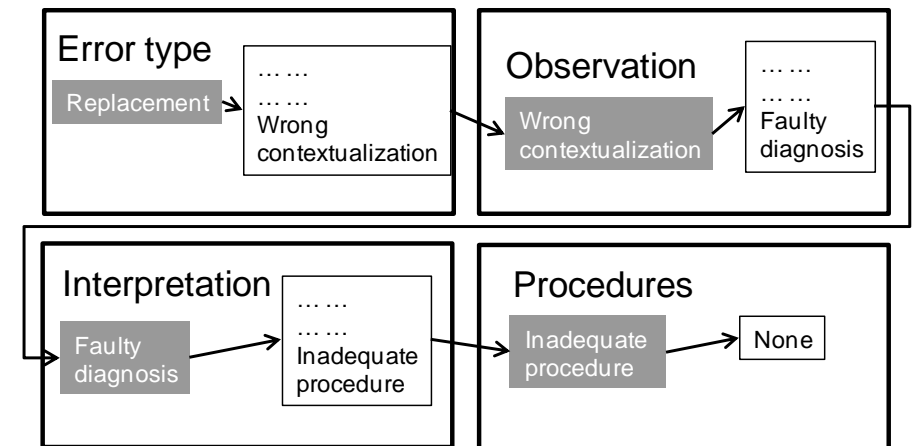 Error type
Replacement
... ...
... ...
Wrong
contextualization
Observation
Wrong
contextualization
... ...
... ...
Faulty
diagnosis
Interpretation
Faulty
diagnosis
... ...
... ...
Inadequate
procedure
Procedures
Inadequate
procedure
None